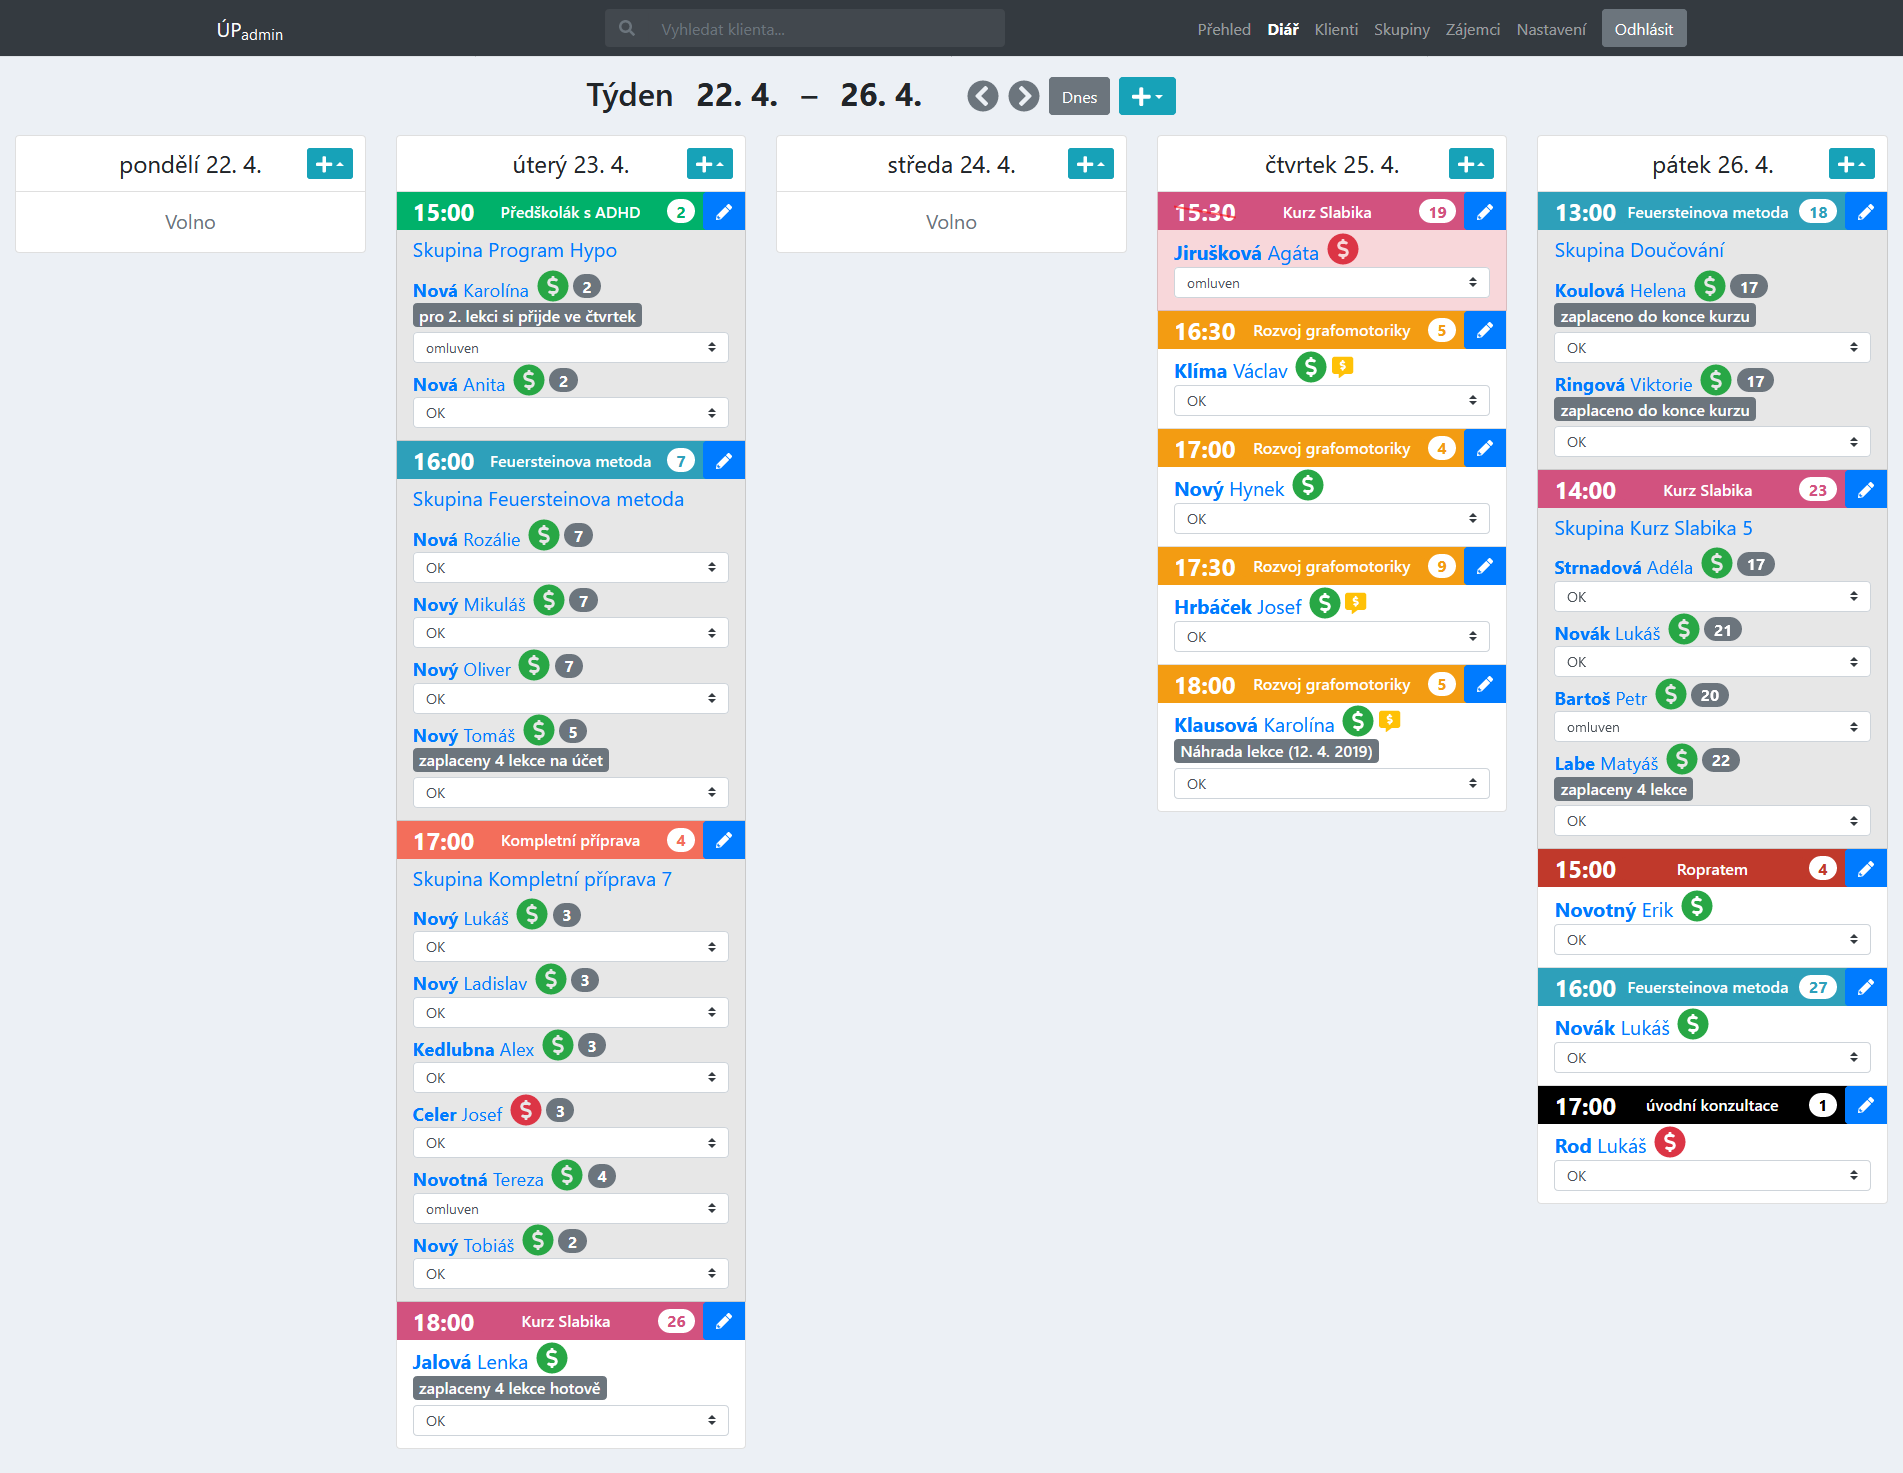 ÚPadmin
Vyhledat klienta...
Přehled Diář Klienti Skupiny Zájemci Nastavení Odhlásit
Týden 22. 4. – 26. 4.
Dnes
pondělí 22. 4.
Volno
úterý 23. 4.
15:00 Předškolák s ADHD 2
Skupina Program Hypo
Nová Karolína 2
pro 2. lekci si přijde ve čtvrtek
omluven
Nová Anita 2
OK
16:00 Feuersteinova metoda 7
Skupina Feuersteinova metoda
Nová Rozálie 7
OK
Nový Mikuláš 7
OK
Nový Oliver 7
OK
Nový Tomáš 5
zaplaceny 4 lekce na účet
OK
17:00 Kompletní příprava 4
Skupina Kompletní příprava 7
Nový Lukáš 3
OK
Nový Ladislav 3
OK
Kedlubna Alex 3
OK
Celer Josef 3
OK
Novotná Tereza 4
omluven
Nový Tobiáš 2
OK
18:00 Kurz Slabika 26
Jalová Lenka
zaplaceny 4 lekce hotově
OK
středa 24. 4.
Volno
čtvrtek 25. 4.
15:30 Kurz Slabika 19
Jirušková Agáta
omluven
16:30 Rozvoj grafomotoriky 5
Klíma Václav
OK
17:00 Rozvoj grafomotoriky 4
Nový Hynek
OK
17:30 Rozvoj grafomotoriky 9
Hrbáček Josef
OK
18:00 Rozvoj grafomotoriky 5
Klausová Karolína
Náhrada lekce (12. 4. 2019)
OK
pátek 26. 4.
13:00 Feuersteinova metoda 18
Skupina Doučování
Koulová Helena 17
zaplaceno do konce kurzu
OK
Ringová Viktorie 17
zaplaceno do konce kurzu
OK
14:00 Kurz Slabika 23
Skupina Kurz Slabika 5
Strnadová Adéla 17
OK
Novák Lukáš 21
OK
Bartoš Petr 20
omluven
Labe Matyáš 22
zaplaceny 4 lekce
OK
15:00 Ropratem 4
Novotný Erik
OK
16:00 Feuersteinova metoda 27
Novák Lukáš
OK
17:00 úvodní konzultace 1
Rod Lukáš
OK